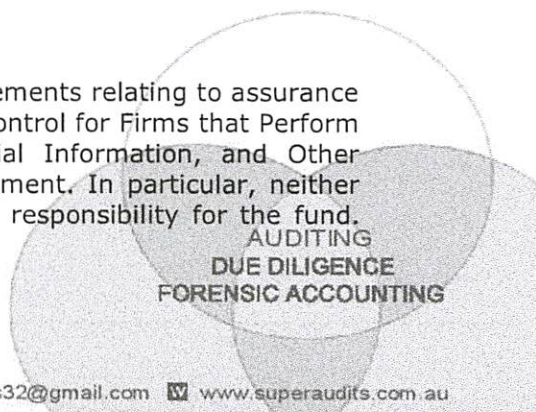 ements relating to assurance
ontrol for Firms that Perform
ial Information, and Other
ment. In particular, neither
responsibility for the fund.
AUDITING
DUE DILIGENCE
FORENSIC ACCOUNTING
s32@gmail.com W www.superaudits.com.au